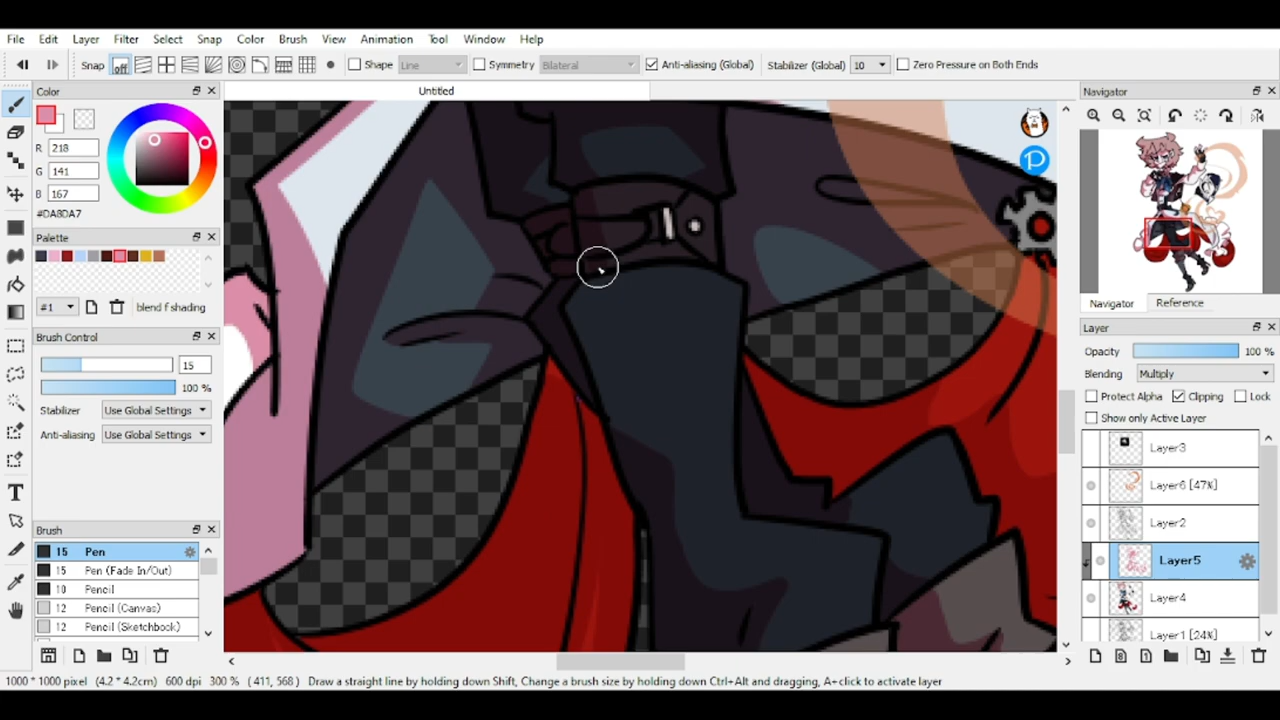 File Edit Layer Filter Select Snap Color Brush View Animation Tool Window Help
Snap off Shape Line Symmetry Bilateral Anti-aliasing (Global) Stabilizer (Global) 10 Zero Pressure on Both Ends
Color
Untitled
Navigator
R 218
G 141
B 167
#DA8DA7
Palette
#1 blend f shading
Brush Control
15
100 %
Stabilizer Use Global Settings
Anti-aliasing Use Global Settings
Brush
15 Pen
15 Pen (Fade In/Out)
10 Pencil
12 Pencil (Canvas)
12 Pencil (Sketchbook)
Navigator Reference
Layer
Opacity 100 %
Blending Multiply
Protect Alpha Clipping Lock
Show only Active Layer
Layer3
Layer6 [47%]
Layer2
Layer5
Layer4
Layer1 [24%]
1000 * 1000 pixel (4.2 * 4.2cm) 600 dpi 300 % ( 411, 568 ) Draw a straight line by holding down Shift, Change a brush size by holding down Ctrl+Alt and dragging, A+click to activate layer